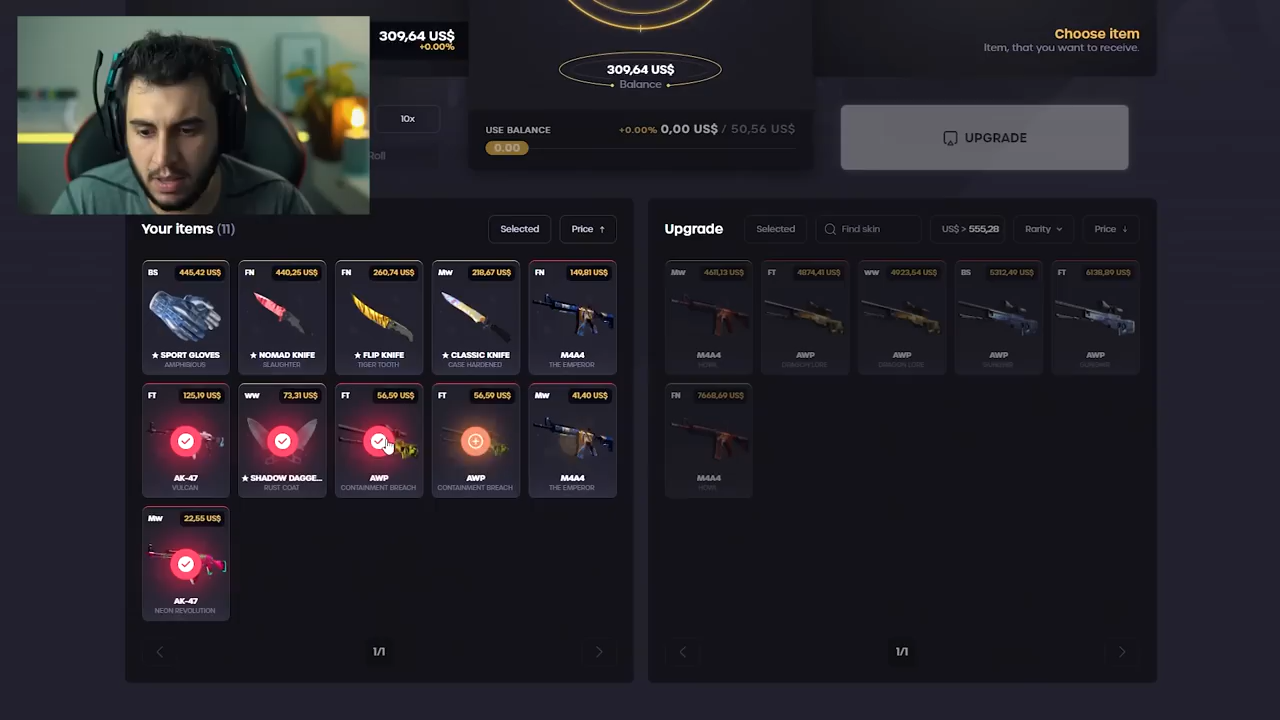 309,64 US$
+0.00%
Choose item
Item, that you want to receive.
309,64 US$
Balance
10x
Roll
USE BALANCE
+0.00% 0,00 US$ / 50,56 US$
0.00
UPGRADE
Your items (11)
Selected
Price ↑
BS 445,42 US$
★ SPORT GLOVES
AMPHIBIOUS
FN 440,25 US$
★ NOMAD KNIFE
SLAUGHTER
FN 260,74 US$
★ FLIP KNIFE
TIGER TOOTH
MW 218,67 US$
★ CLASSIC KNIFE
CASE HARDENED
FN 149,81 US$
M4A4
THE EMPEROR
FT 125,19 US$
AK-47
VULCAN
WW 73,31 US$
★ SHADOW DAGGE...
RUST COAT
FT 56,59 US$
AWP
CONTAINMENT BREACH
FT 56,59 US$
AWP
CONTAINMENT BREACH
MW 41,40 US$
M4A4
THE EMPEROR
MW 22,55 US$
AK-47
NEON REVOLUTION
1/1
Upgrade
Selected
Find skin
US$ > 555,28
Rarity
Price ↓
MW 4611,13 US$
M4A4
HOWL
FT 4874,41 US$
AWP
DRAGON LORE
WW 4923,54 US$
AWP
DRAGON LORE
BS 5312,49 US$
AWP
GUNGNIR
FT 6138,89 US$
AWP
GUNGNIR
FN 7668,69 US$
M4A4
HOWL
1/1